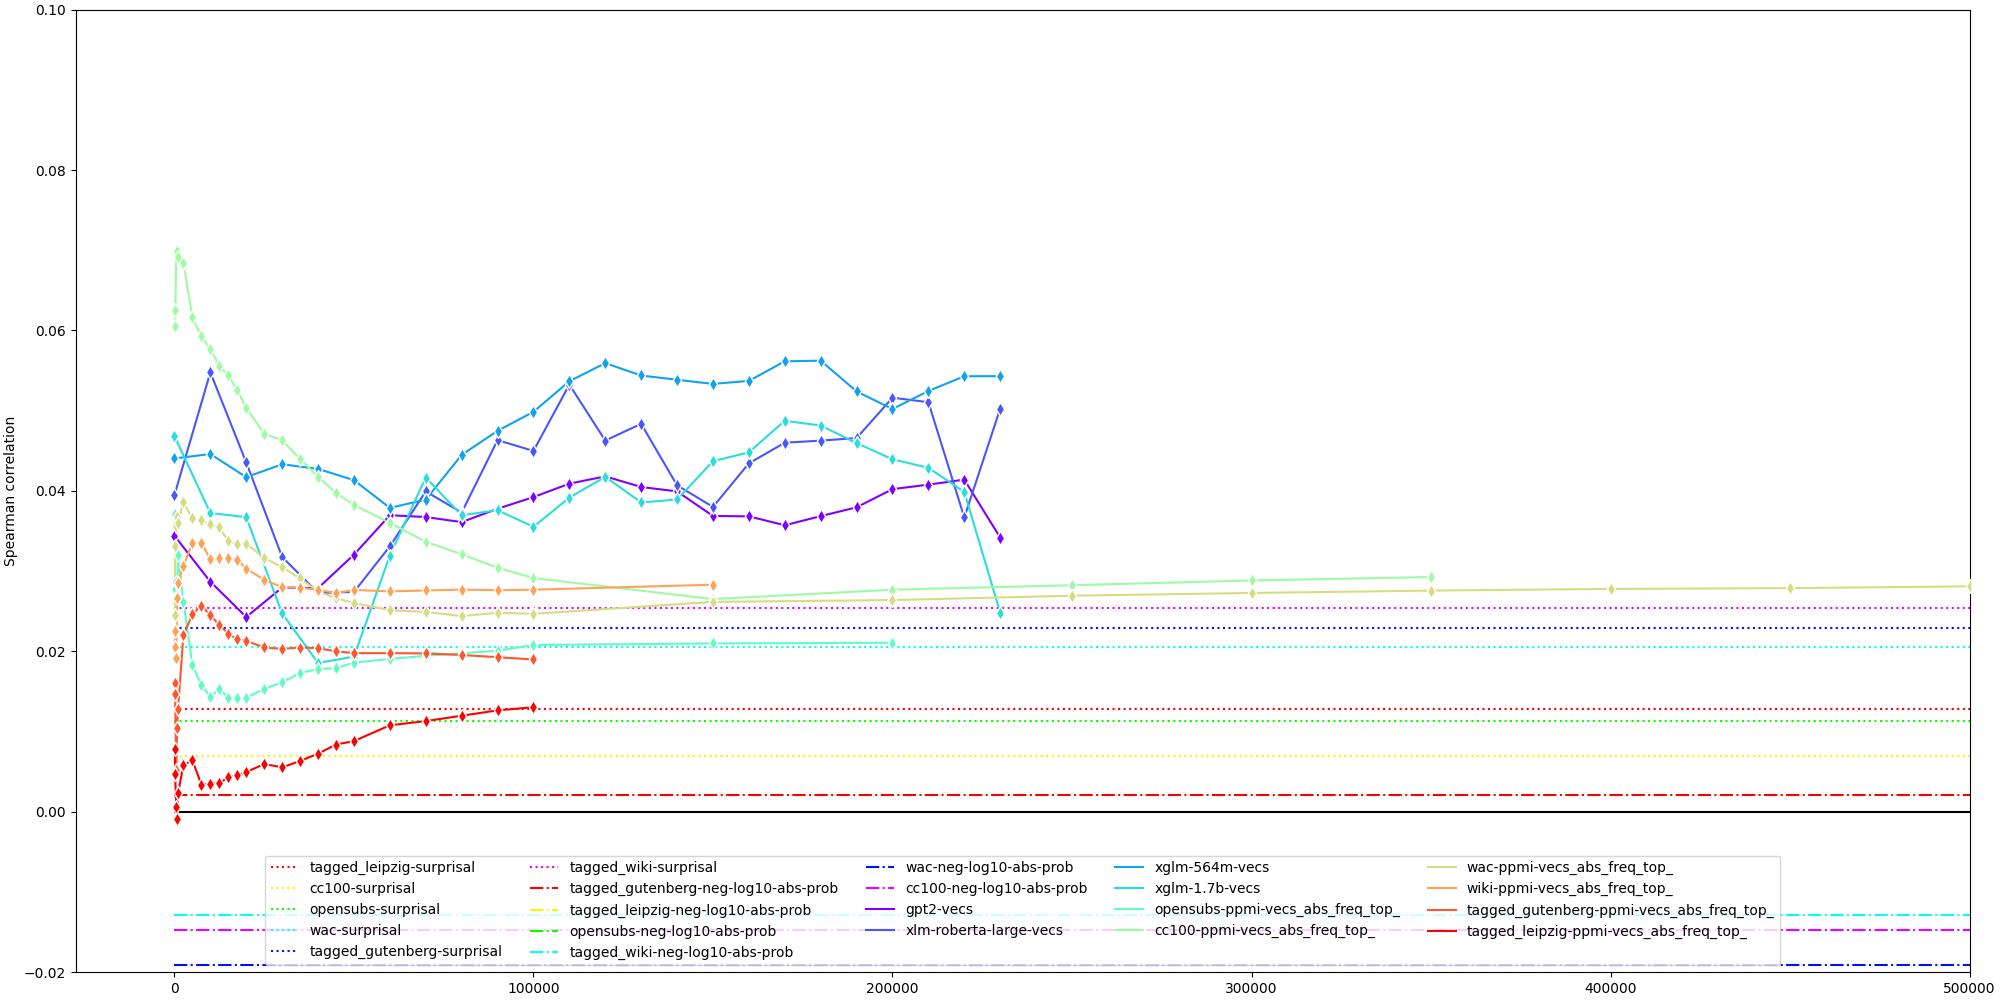 0.10
0.08
0.06
0.04
0.02
0.00
−0.02
Spearman correlation
0
100000
200000
300000
400000
500000
tagged_leipzig-surprisal
cc100-surprisal
opensubs-surprisal
wac-surprisal
tagged_gutenberg-surprisal
tagged_wiki-surprisal
tagged_gutenberg-neg-log10-abs-prob
tagged_leipzig-neg-log10-abs-prob
opensubs-neg-log10-abs-prob
tagged_wiki-neg-log10-abs-prob
wac-neg-log10-abs-prob
cc100-neg-log10-abs-prob
gpt2-vecs
xlm-roberta-large-vecs
xglm-564m-vecs
xglm-1.7b-vecs
opensubs-ppmi-vecs_abs_freq_top_
cc100-ppmi-vecs_abs_freq_top_
wac-ppmi-vecs_abs_freq_top_
wiki-ppmi-vecs_abs_freq_top_
tagged_gutenberg-ppmi-vecs_abs_freq_top_
tagged_leipzig-ppmi-vecs_abs_freq_top_